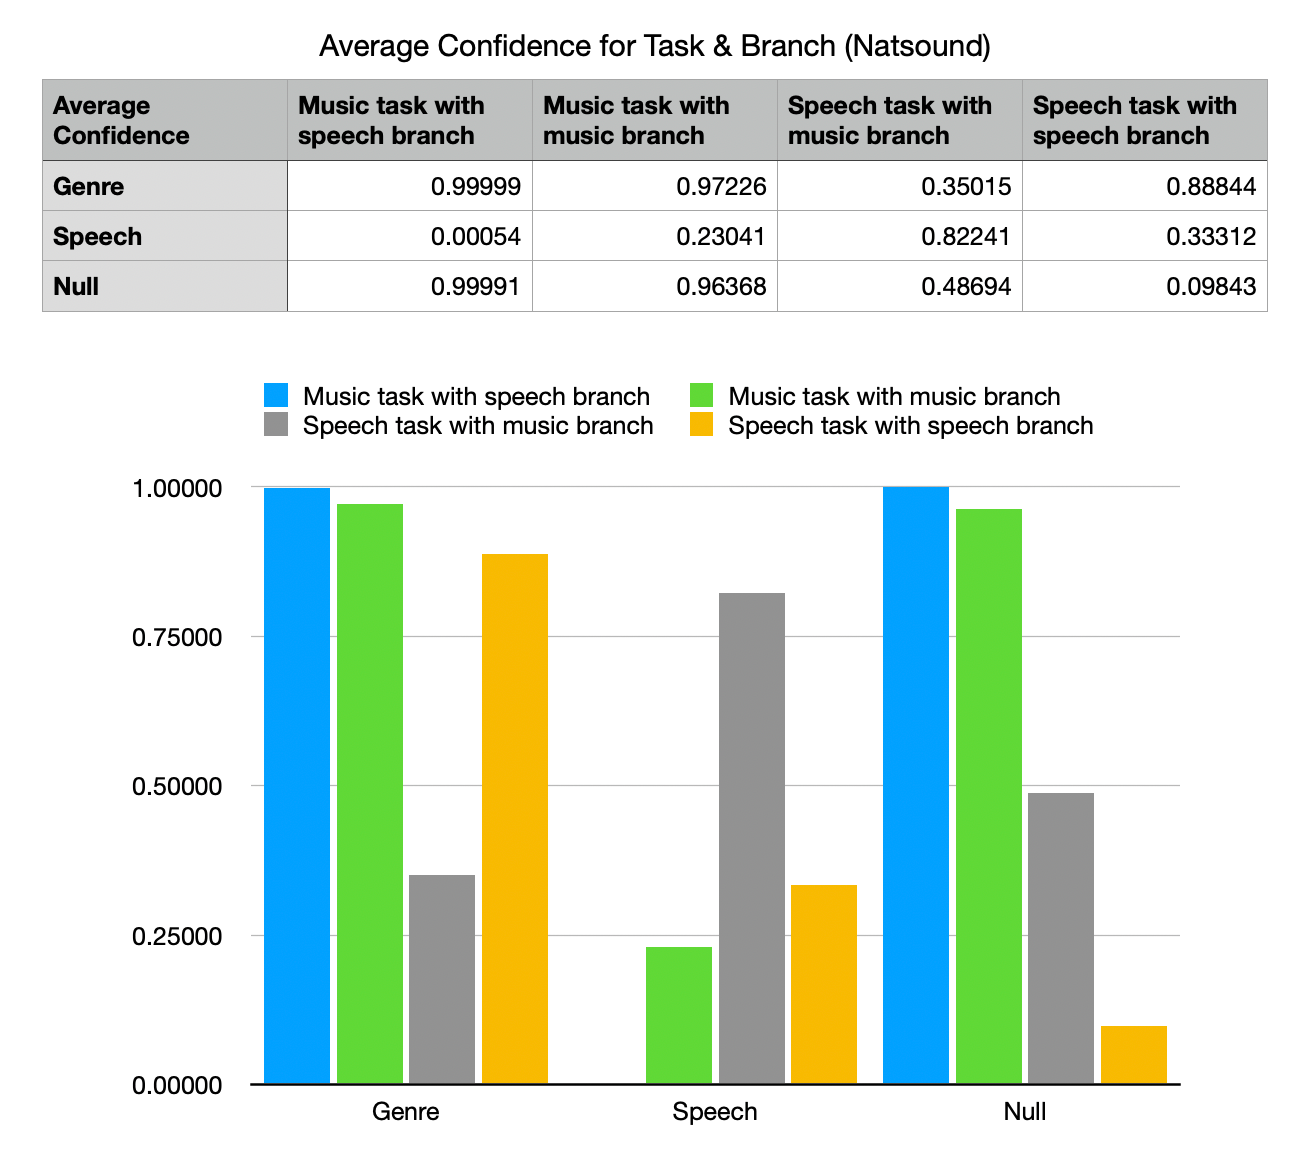 Average Confidence for Task & Branch (Natsound)
Average Confidence Music task with speech branch Music task with music branch Speech task with music branch Speech task with speech branch
Genre 0.99999 0.97226 0.35015 0.88844
Speech 0.00054 0.23041 0.82241 0.33312
Null 0.99991 0.96368 0.48694 0.09843
Music task with speech branch Music task with music branch
Speech task with music branch Speech task with speech branch
1.00000
0.75000
0.50000
0.25000
0.00000
Genre Speech Null